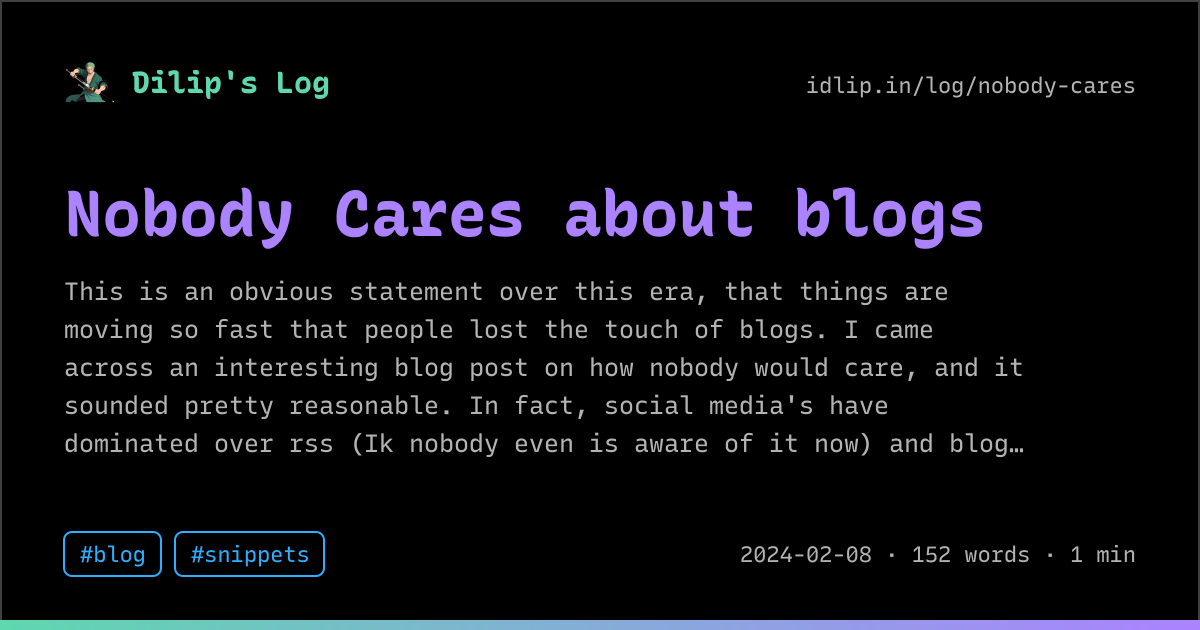 Dilip's Log
idlip.in/log/nobody-cares
Nobody Cares about blogs
This is an obvious statement over this era, that things are
moving so fast that people lost the touch of blogs. I came
across an interesting blog post on how nobody would care, and it
sounded pretty reasonable. In fact, social media's have
dominated over rss (Ik nobody even is aware of it now) and blog…
#blog #snippets
2024-02-08 · 152 words · 1 min